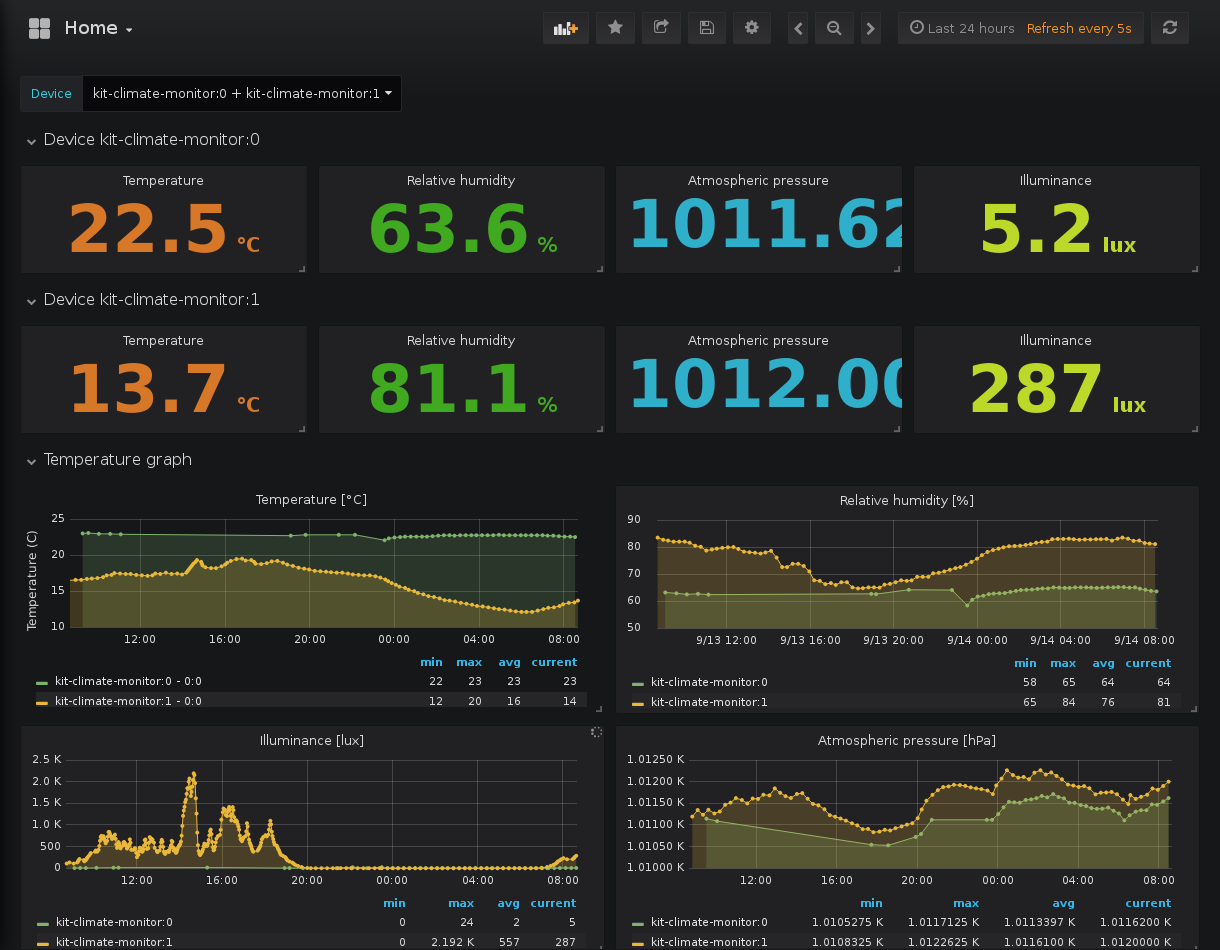 Home
Last 24 hours Refresh every 5s
Device kit-climate-monitor:0 + kit-climate-monitor:1
Device kit-climate-monitor:0
Temperature Relative humidity Atmospheric pressure Illuminance
22.5 °C 63.6 % 1011.62 5.2 lux
Device kit-climate-monitor:1
Temperature Relative humidity Atmospheric pressure Illuminance
13.7 °C 81.1 % 1012.00 287 lux
Temperature graph
Temperature [°C]
Temperature (C)
25
20
15
10
12:00 16:00 20:00 00:00 04:00 08:00
min max avg current
kit-climate-monitor:0 - 0:0 22 23 23 23
kit-climate-monitor:1 - 0:0 12 20 16 14
Relative humidity [%]
90
80
70
60
50
9/13 12:00 9/13 16:00 9/13 20:00 9/14 00:00 9/14 04:00 9/14 08:00
min max avg current
kit-climate-monitor:0 58 65 64 64
kit-climate-monitor:1 65 84 76 81
Illuminance [lux]
2.5 K
2.0 K
1.5 K
1.0 K
500
0
12:00 16:00 20:00 00:00 04:00 08:00
min max avg current
kit-climate-monitor:0 0 24 2 5
kit-climate-monitor:1 0 2.192 K 557 287
Atmospheric pressure [hPa]
1.01250 K
1.01200 K
1.01150 K
1.01100 K
1.01050 K
1.01000 K
12:00 16:00 20:00 00:00 04:00 08:00
min max avg current
kit-climate-monitor:0 1.0105275 K 1.0117125 K 1.0113397 K 1.0116200 K
kit-climate-monitor:1 1.0108325 K 1.0122625 K 1.0116100 K 1.0120000 K